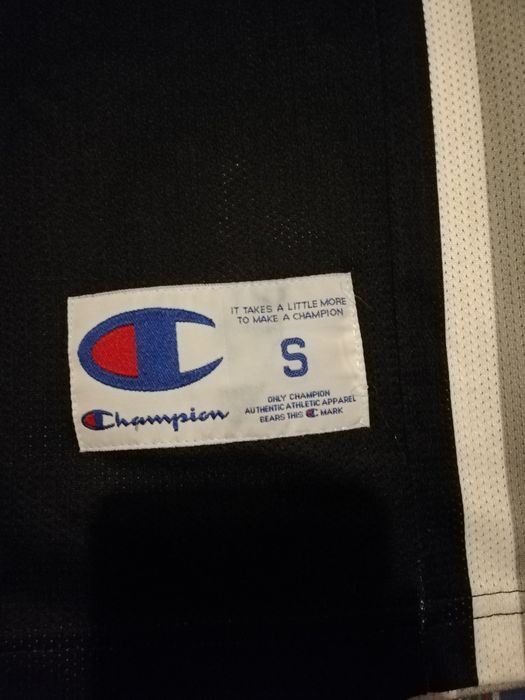 IT TAKES A LITTLE MORE
TO MAKE A CHAMPION
S
Champion
ONLY CHAMPION
AUTHENTIC ATHLETIC APPAREL
BEARS THIS C MARK